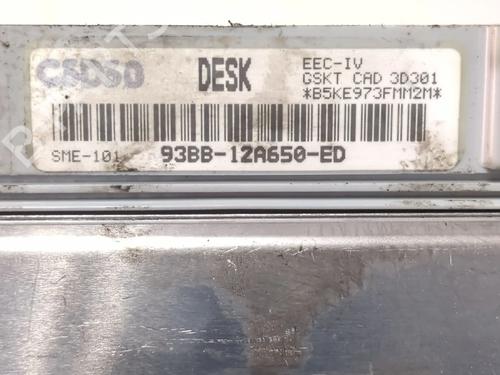 DESK
EEC-IV
GSKT CAD 3D301
*B5KE973FMM2M*
SME-101
93BB-12A650-ED